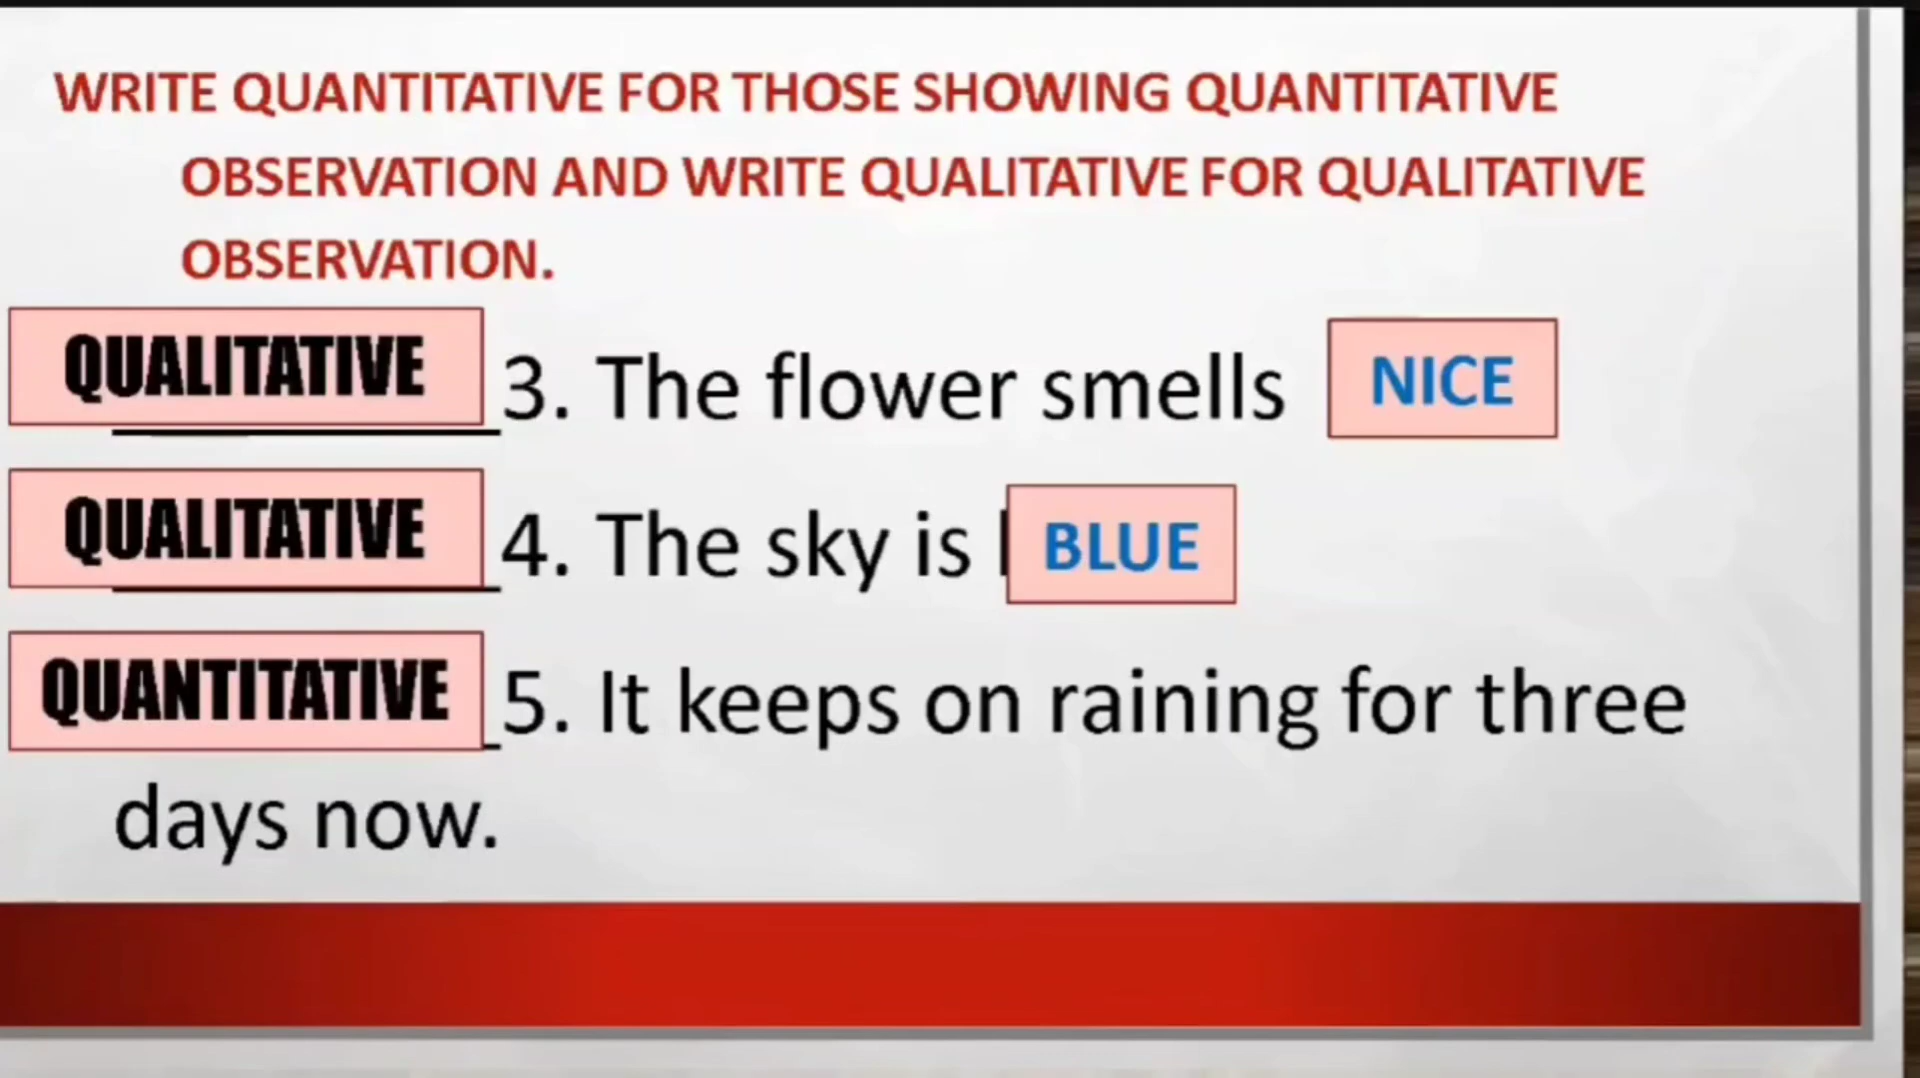 WRITE QUANTITATIVE FOR THOSE SHOWING QUANTITATIVE
OBSERVATION AND WRITE QUALITATIVE FOR QUALITATIVE
OBSERVATION.
QUALITATIVE 3. The flower smells NICE
QUALITATIVE 4. The sky is BLUE
QUANTITATIVE 5. It keeps on raining for three
days now.